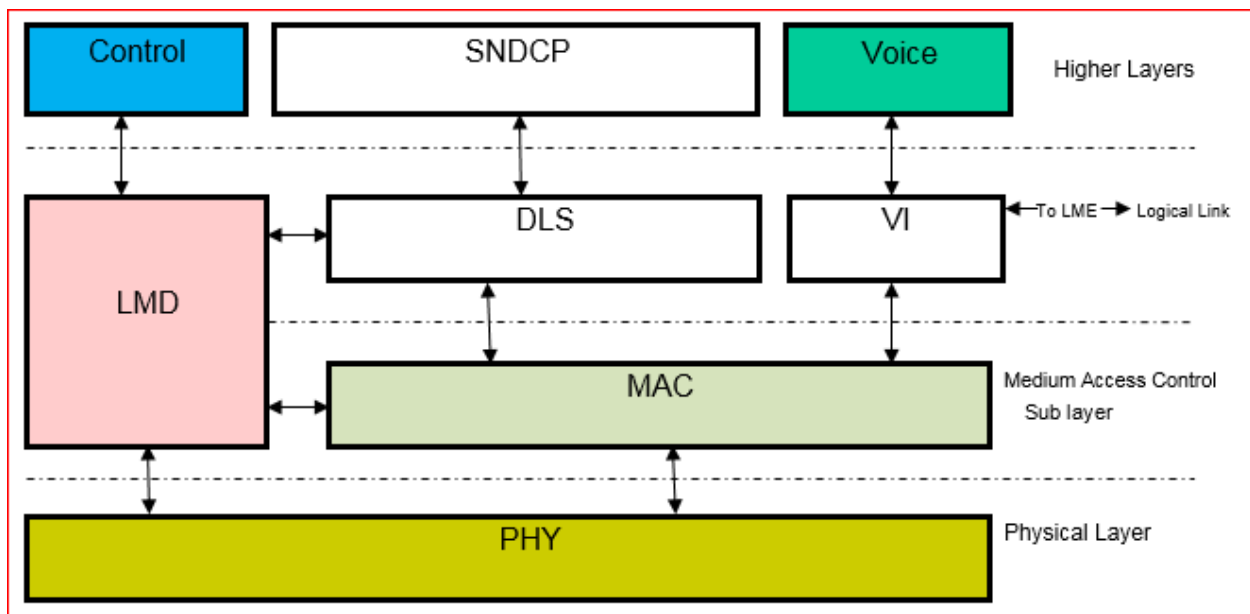 Control
SNDCP
Voice
Higher Layers
LMD
DLS
VI
To LME
Logical Link
MAC
Medium Access Control
Sub layer
PHY
Physical Layer